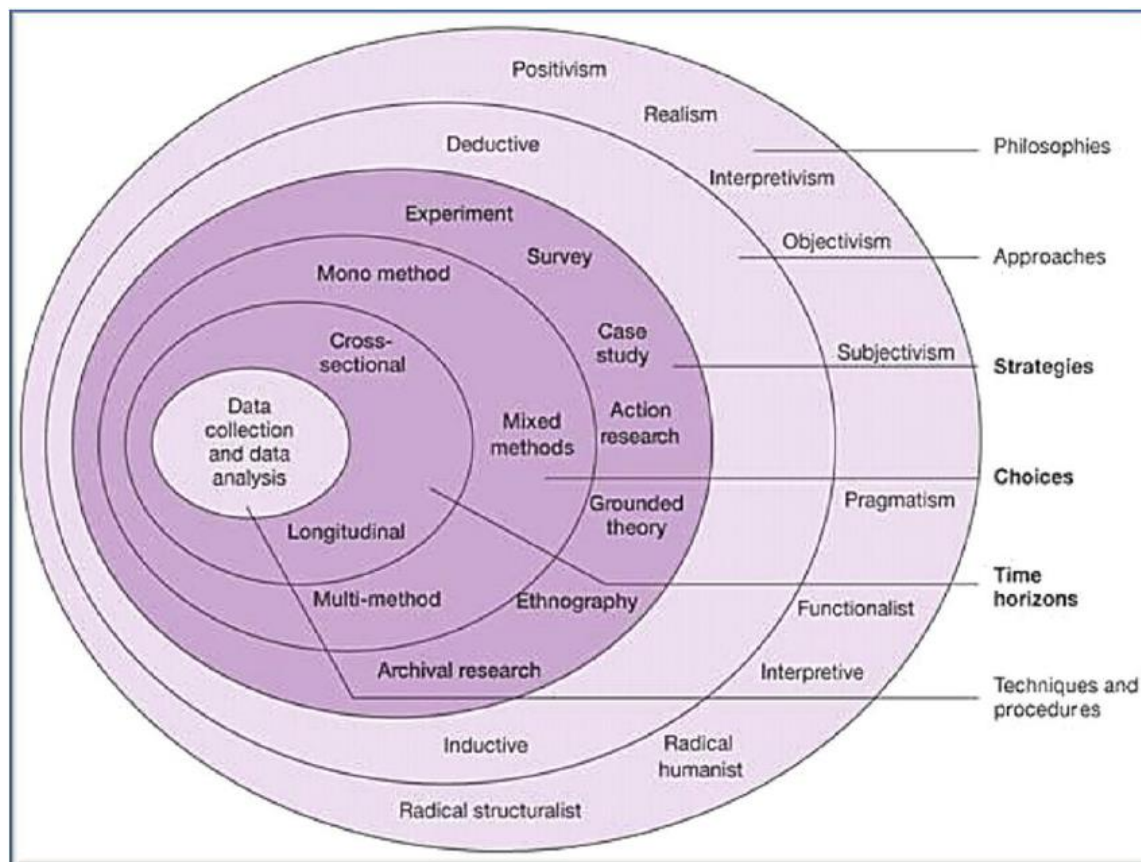 Positivism
Realism
Philosophies
Deductive
Interpretivism
Experiment
Objectivism
Survey
Approaches
Mono method
Case
study
Cross-
sectional
Subjectivism
Strategies
Data
collection
and data
analysis
Mixed
methods
Action
research
Choices
Pragmatism
Grounded
theory
Longitudinal
Time
horizons
Multi-method
Ethnography
Functionalist
Archival research
Interpretive
Techniques and
procedures
Inductive
Radical
humanist
Radical structuralist